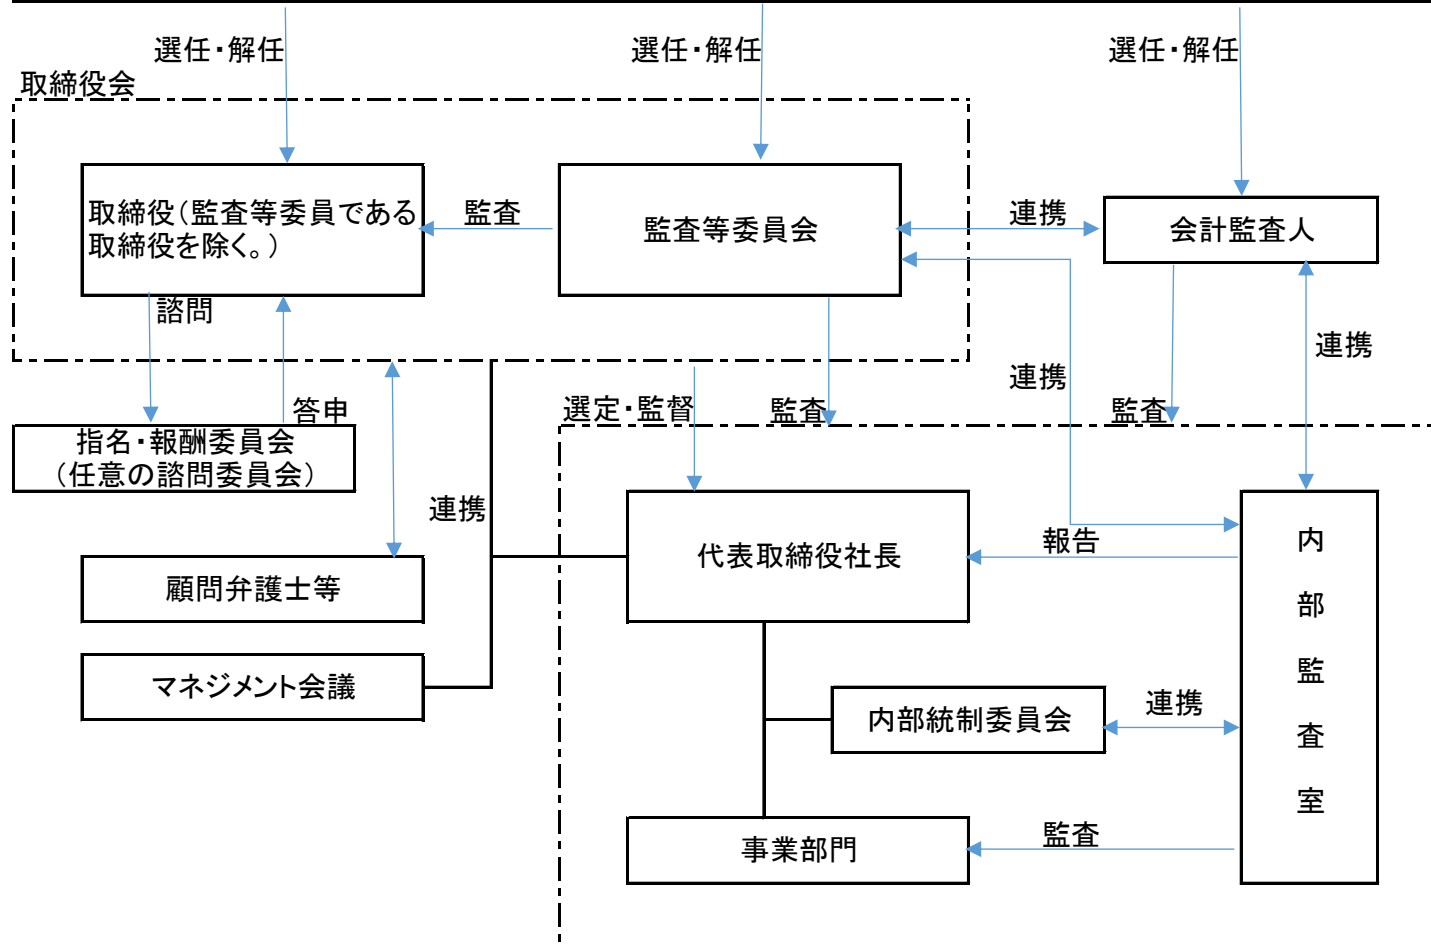 選任・解任
選任・解任
選任・解任
取締役会
取締役（監査等委員である
取締役を除く。）
監査
監査等委員会
連携
会計監査人
諮問
連携
連携
答申
選定・監督
監査
監査
指名・報酬委員会
（任意の諮問委員会）
連携
代表取締役社長
報告
内部監査室
顧問弁護士等
マネジメント会議
内部統制委員会
連携
事業部門
監査